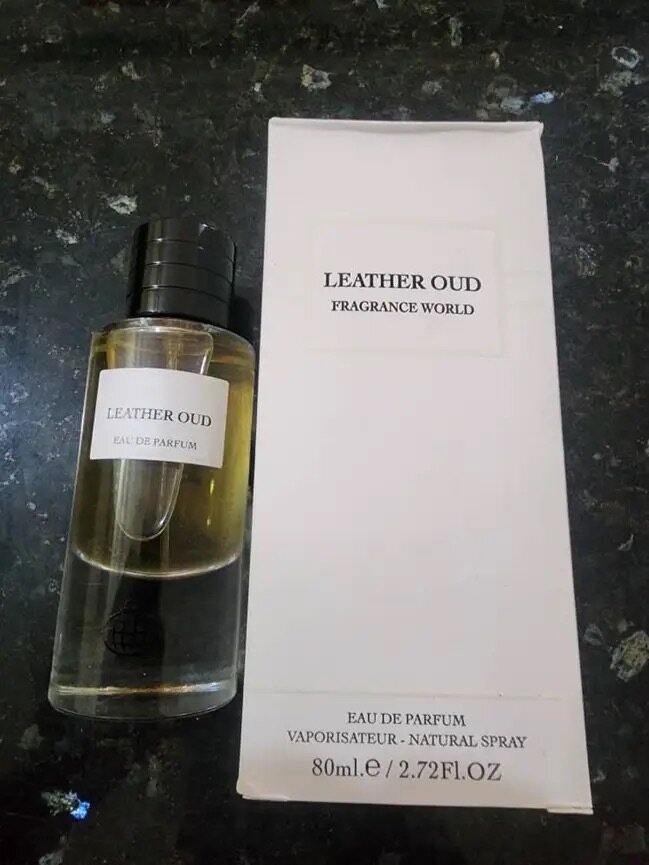 LEATHER OUD
EAU DE PARFUM
LEATHER OUD
FRAGRANCE WORLD
EAU DE PARFUM
VAPORISATEUR - NATURAL SPRAY
80ml.e / 2.72Fl.OZ